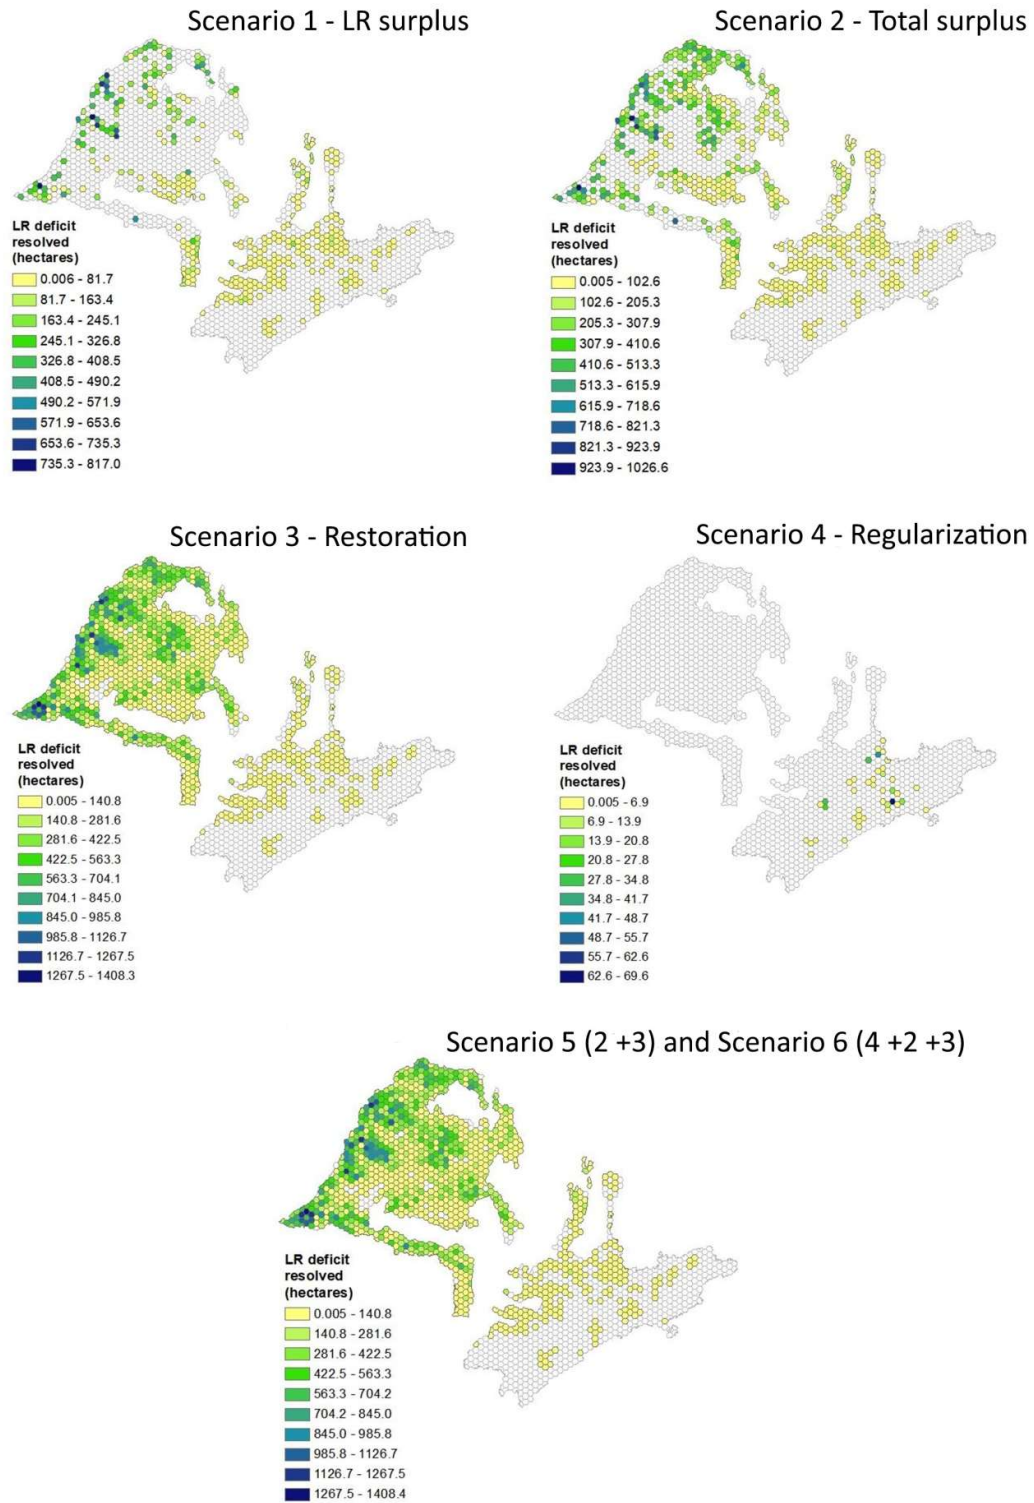 Scenario 1 - LR surplus
LR deficit
resolved
(hectares)
0.006 - 81.7
81.7 - 163.4
163.4 - 245.1
245.1 - 326.8
326.8 - 408.5
408.5 - 490.2
490.2 - 571.9
571.9 - 653.6
653.6 - 735.3
735.3 - 817.0
Scenario 2 - Total surplus
LR deficit
resolved
(hectares)
0.005 - 102.6
102.6 - 205.3
205.3 - 307.9
307.9 - 410.6
410.6 - 513.3
513.3 - 615.9
615.9 - 718.6
718.6 - 821.3
821.3 - 923.9
923.9 - 1026.6
Scenario 3 - Restoration
LR deficit
resolved
(hectares)
0.005 - 140.8
140.8 - 281.6
281.6 - 422.5
422.5 - 563.3
563.3 - 704.1
704.1 - 845.0
845.0 - 985.8
985.8 - 1126.7
1126.7 - 1267.5
1267.5 - 1408.3
Scenario 4 - Regularization
LR deficit
resolved
(hectares)
0.005 - 6.9
6.9 - 13.9
13.9 - 20.8
20.8 - 27.8
27.8 - 34.8
34.8 - 41.7
41.7 - 48.7
48.7 - 55.7
55.7 - 62.6
62.6 - 69.6
Scenario 5 (2 +3) and Scenario 6 (4 +2 +3)
LR deficit
resolved
(hectares)
0.005 - 140.8
140.8 - 281.6
281.6 - 422.5
422.5 - 563.3
563.3 - 704.2
704.2 - 845.0
845.0 - 985.8
985.8 - 1126.7
1126.7 - 1267.5
1267.5 - 1408.4